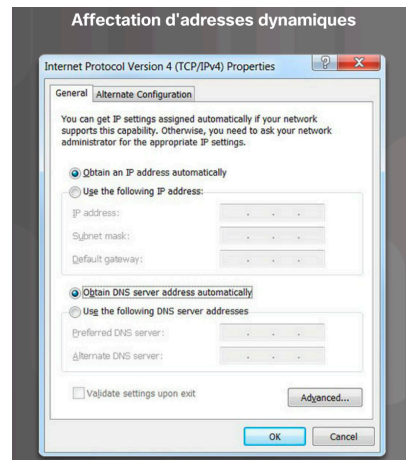 Affectation d'adresses dynamiques
Internet Protocol Version 4 (TCP/IPv4) Properties
General
Alternate Configuration
You can get IP settings assigned automatically if your network
supports this capability. Otherwise, you need to ask your network
administrator for the appropriate IP settings.
Obtain an IP address automatically
Use the following IP address:
IP address:
Subnet mask:
Default gateway:
Obtain DNS server address automatically
Use the following DNS server addresses
Preferred DNS server:
Alternate DNS server:
Validate settings upon exit
Advanced...
OK
Cancel